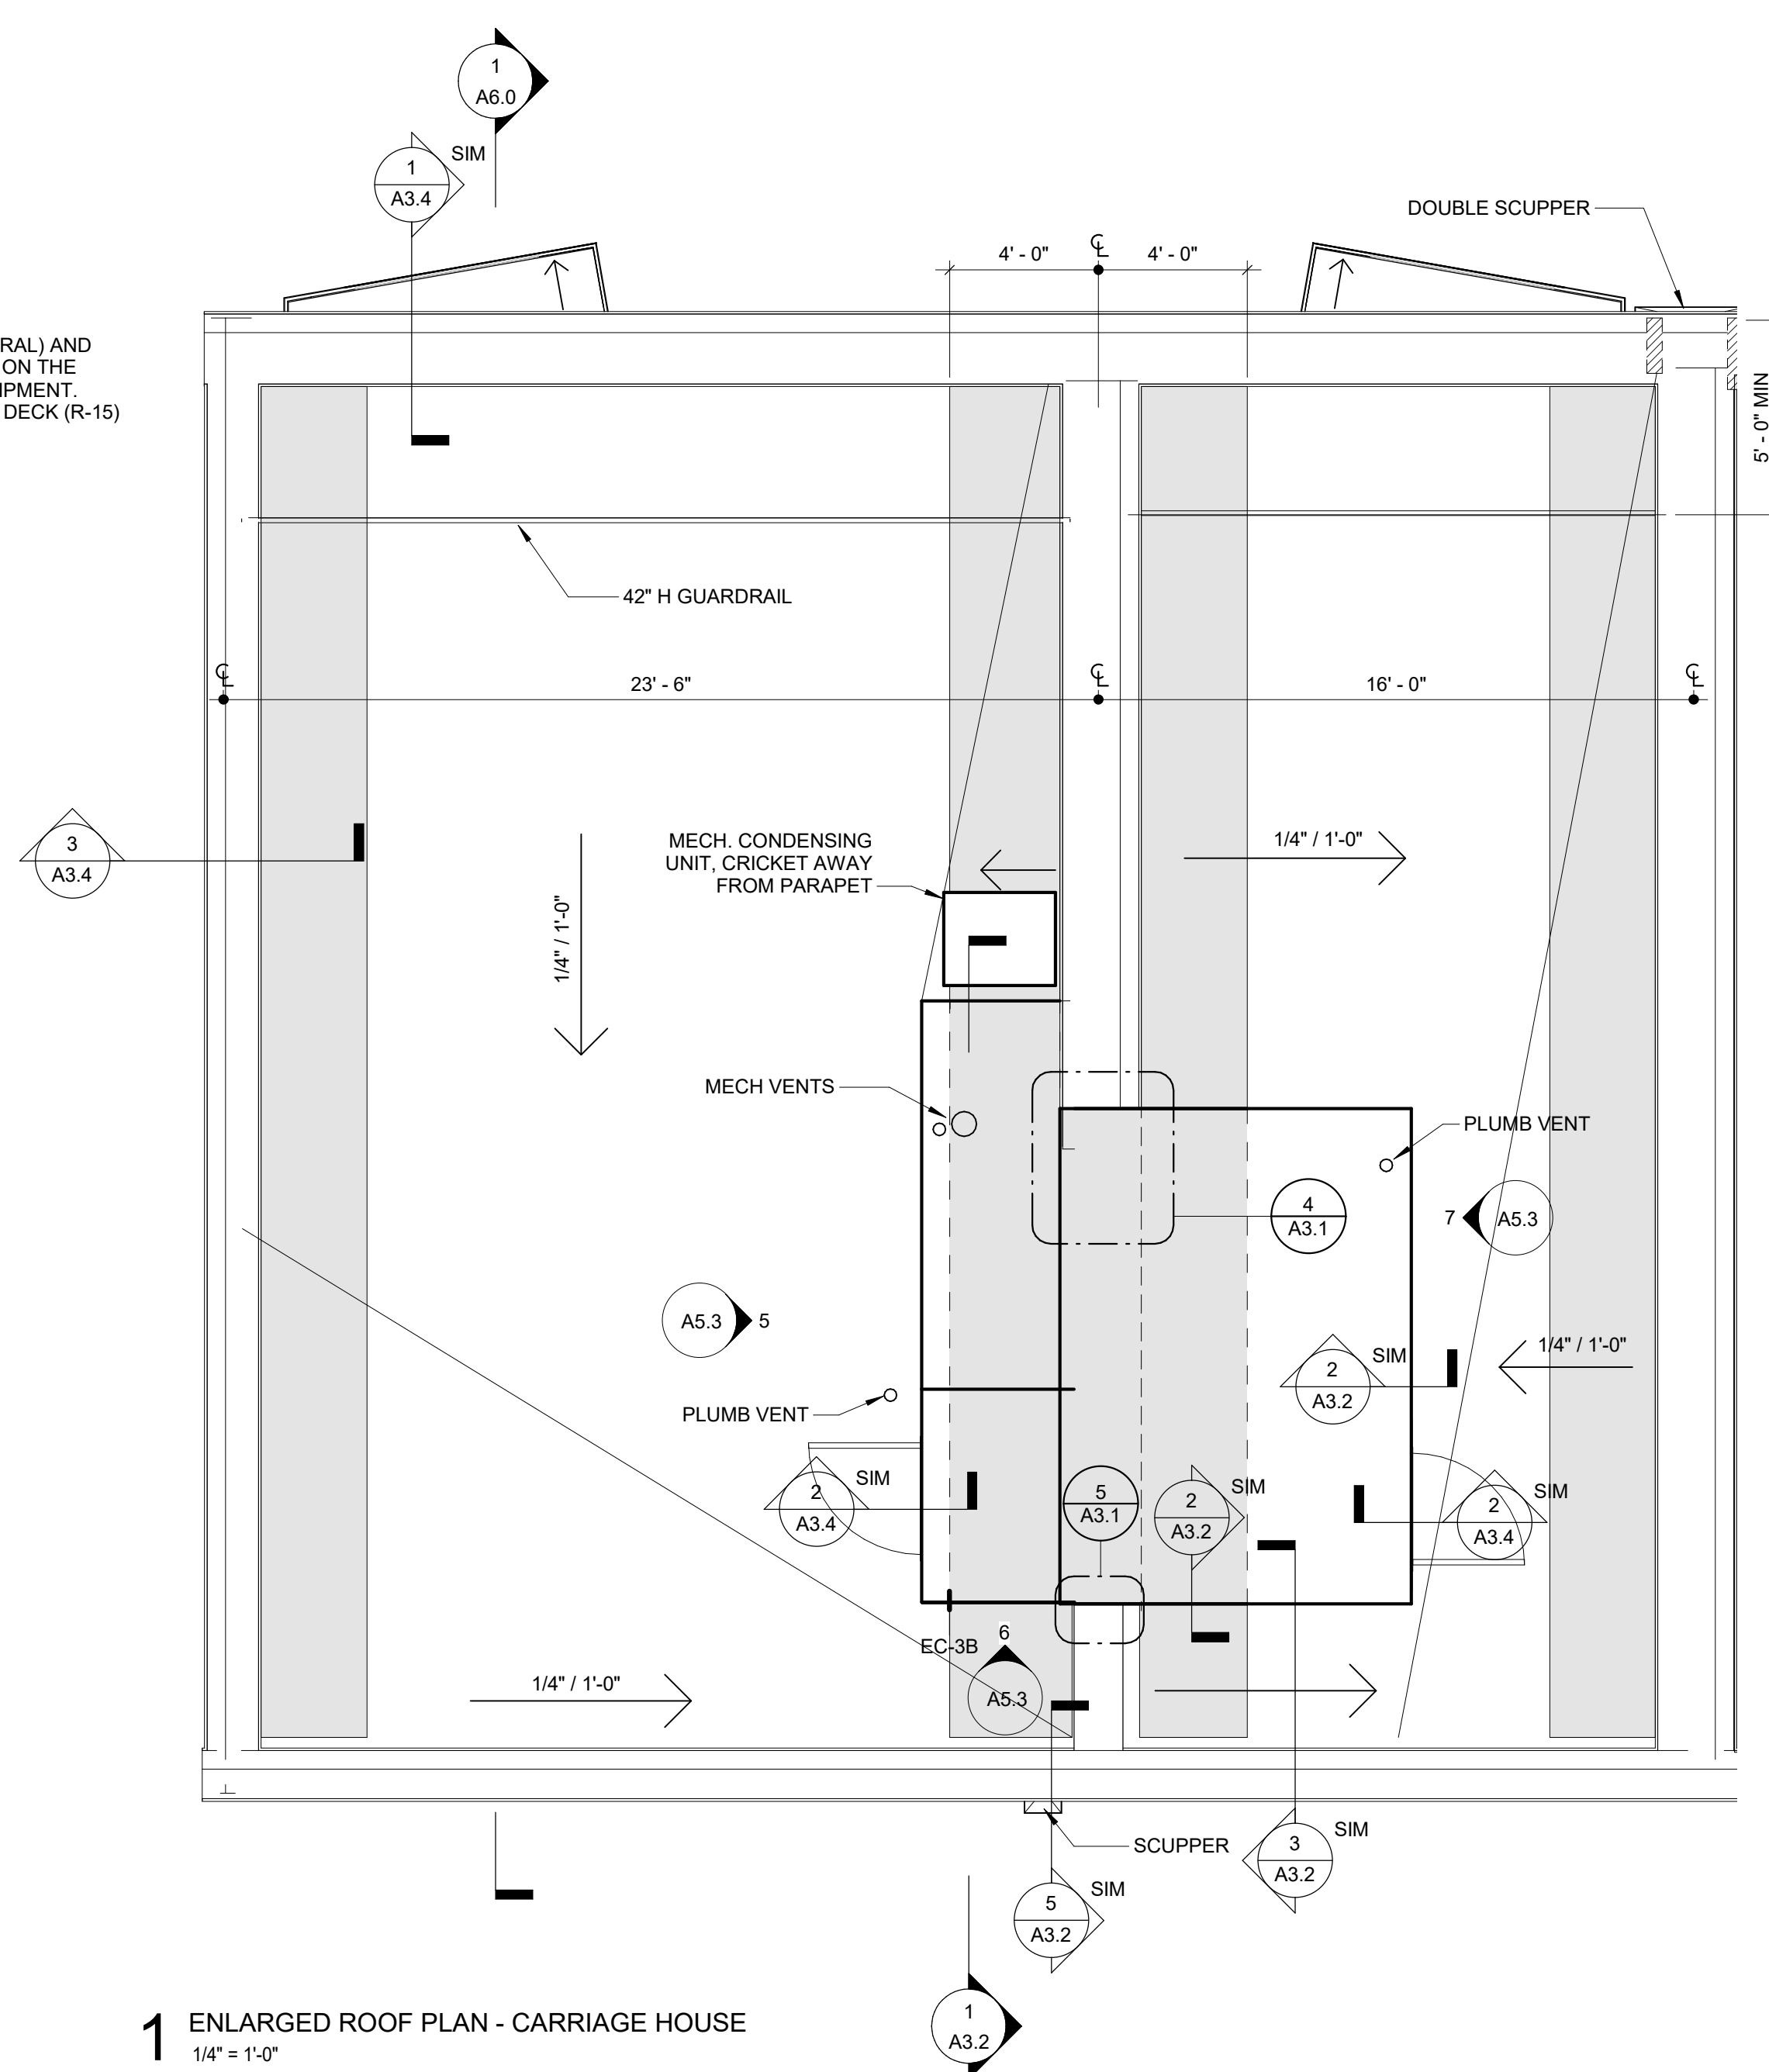 1
A6.0
1
A3.4
SIM
DOUBLE SCUPPER
4' - 0"
4' - 0"
RAL) AND
ON THE
IPMENT.
DECK (R-15)
5' - 0" MIN
42" H GUARDRAIL
23' - 6"
16' - 0"
3
A3.4
MECH. CONDENSING
UNIT, CRICKET AWAY
FROM PARAPET
1/4" / 1'-0"
1/4" / 1'-0"
MECH VENTS
PLUMB VENT
4
A3.1
7
A5.3
A5.3
5
1/4" / 1'-0"
2
A3.2
SIM
PLUMB VENT
2
A3.4
SIM
5
A3.1
2
A3.2
SIM
2
A3.4
SIM
EC-3B
6
A5.3
1/4" / 1'-0"
SCUPPER
3
A3.2
SIM
5
A3.2
SIM
1
A3.2
1
ENLARGED ROOF PLAN - CARRIAGE HOUSE
1/4" = 1'-0"